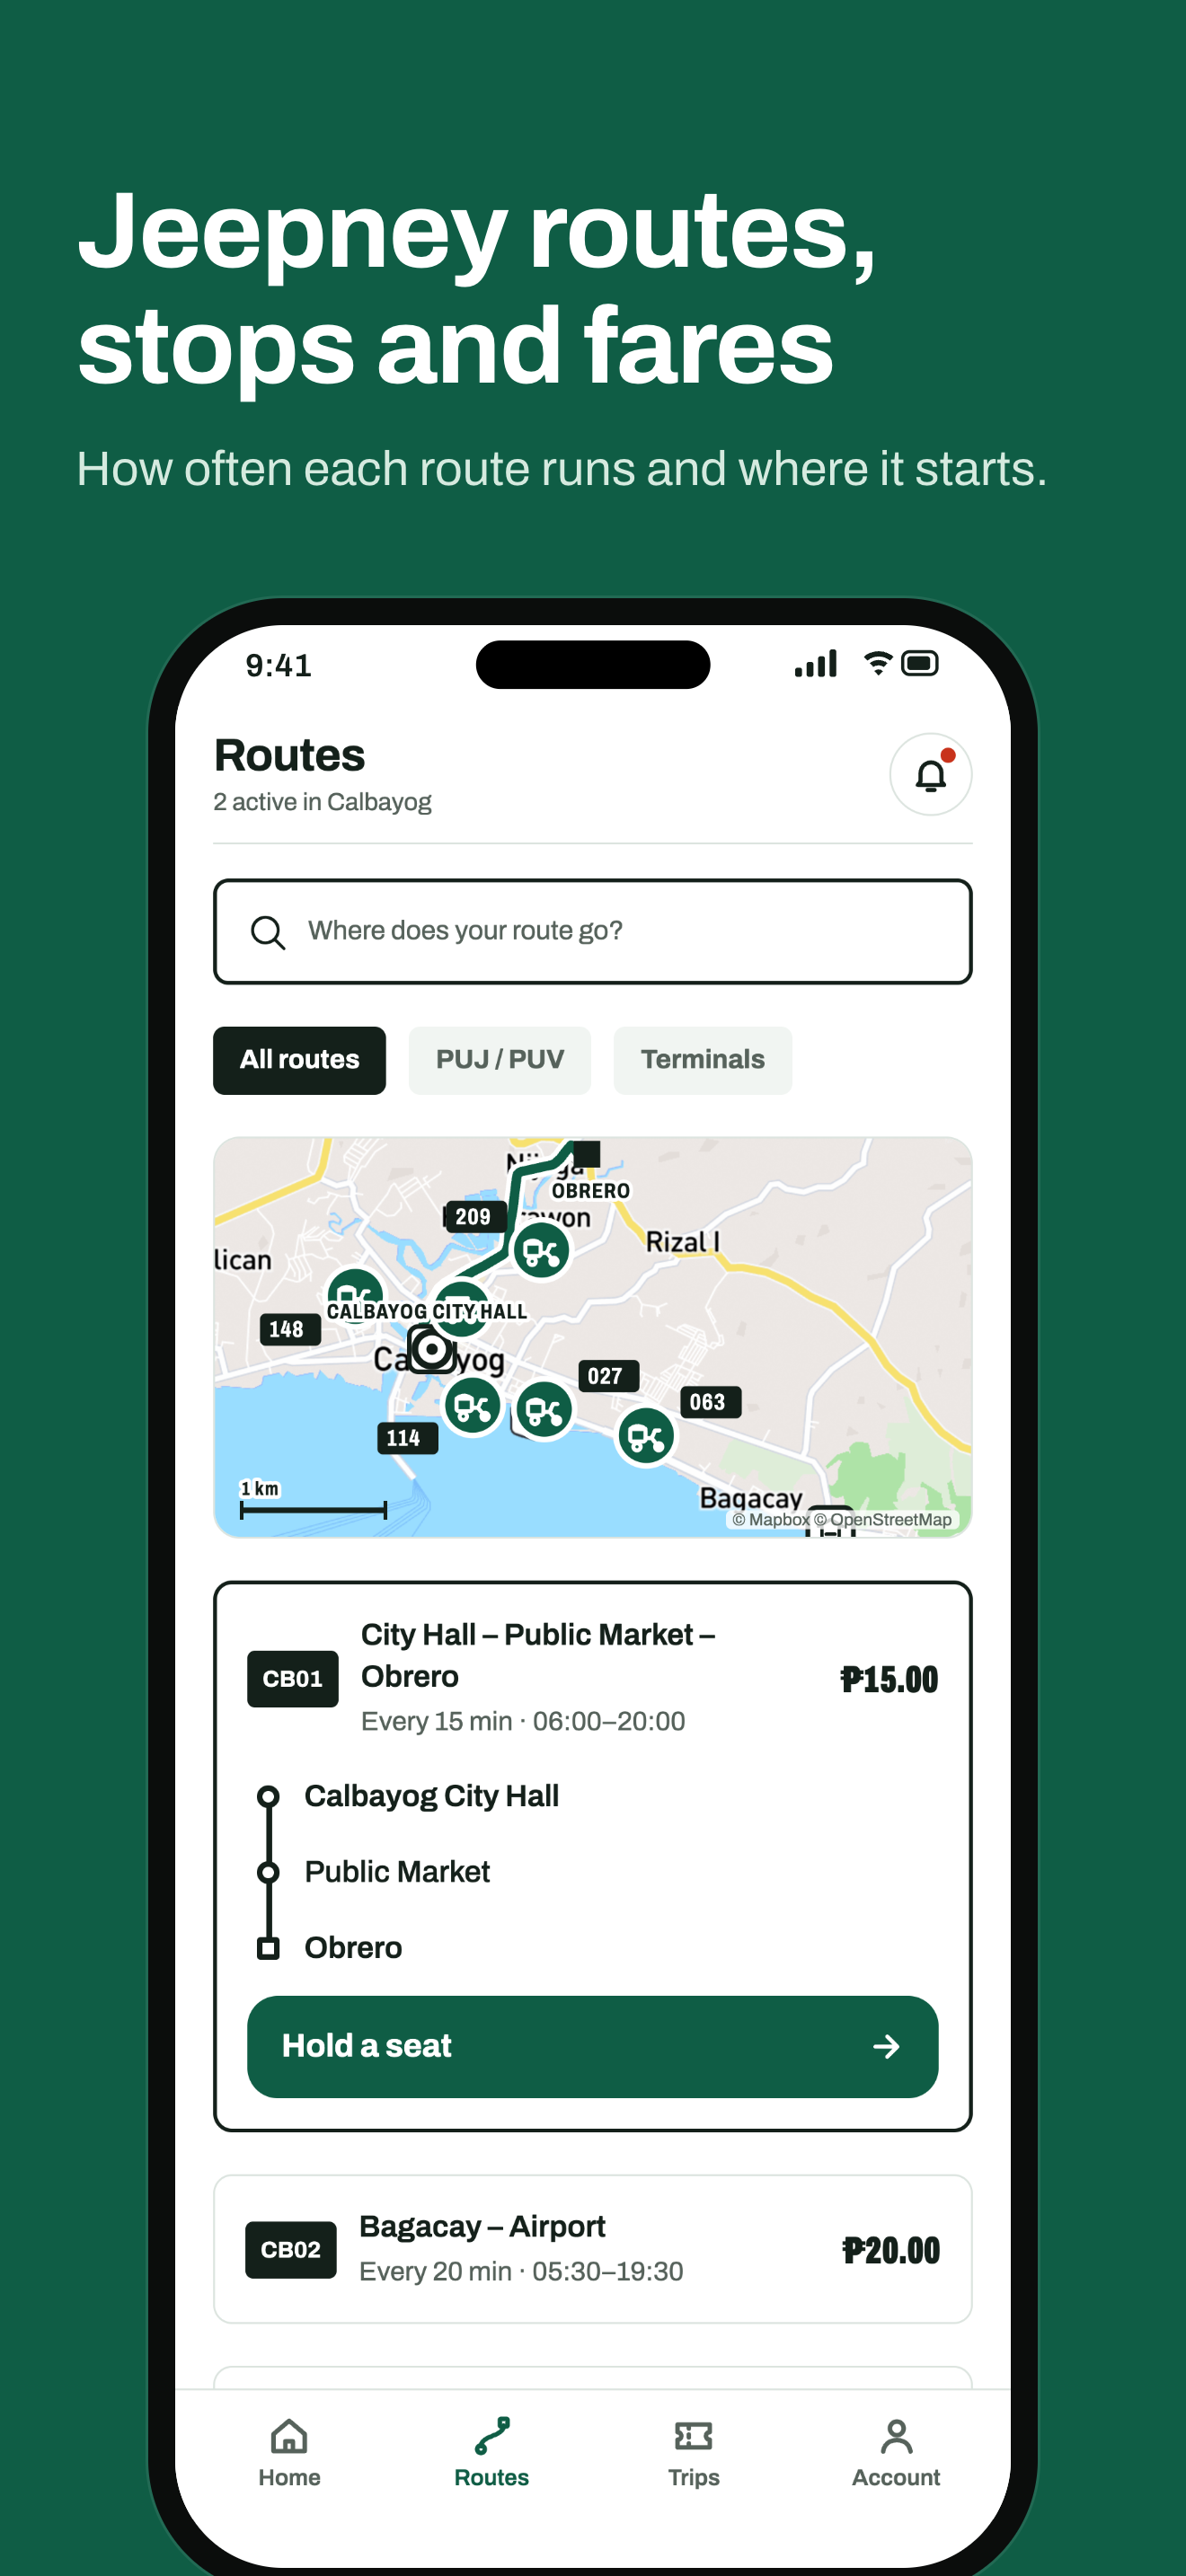 Jeepney routes,
stops and fares
How often each route runs and where it starts.
9:41
Routes
2 active in Calbayog
Where does your route go?
All routes
PUJ / PUV
Terminals
OBRERO
209
Rizal I
lican
CALBAYOG CITY HALL
148
027
063
114
1 km
Bagacay
© Mapbox © OpenStreetMap
City Hall – Public Market –
Obrero
CB01
₱15.00
Every 15 min · 06:00–20:00
Calbayog City Hall
Public Market
Obrero
Hold a seat
Bagacay – Airport
CB02
₱20.00
Every 20 min · 05:30–19:30
Home
Routes
Trips
Account